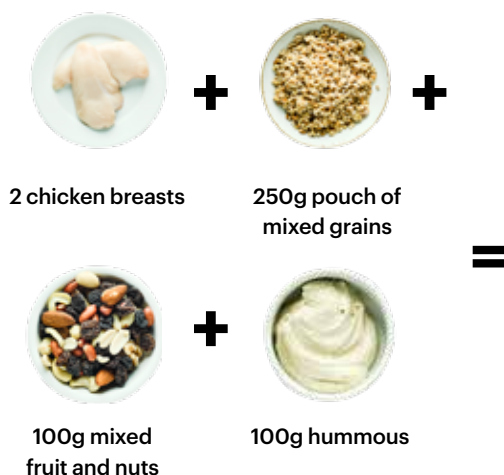 +
+
2 chicken breasts
250g pouch of
mixed grains
=
+
100g mixed
fruit and nuts
100g hummous